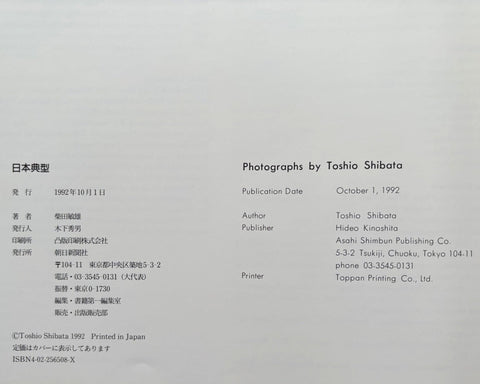 日本典型
発 行 1992年10月1日
著 者 柴田敏雄
発行人 木下秀男
印刷所 凸版印刷株式会社
発行所 朝日新聞社
〒104-11 東京都中央区築地5-3-2
電話・03-3545-0131(大代表)
振替・東京0-1730
編集・書籍第一編集室
販売・出版販売部
©Toshio Shibata 1992 Printed in Japan
定価はカバーに表示してあります
ISBN4-02-256508-X
Photographs by Toshio Shibata
Publication Date October 1, 1992
Author Toshio Shibata
Publisher Hideo Kinoshita
Asahi Shimbun Publishing Co.
5-3-2 Tsukiji, Chuoku, Tokyo 104-11
phone 03-3545-0131
Printer Toppan Printing Co., Ltd.